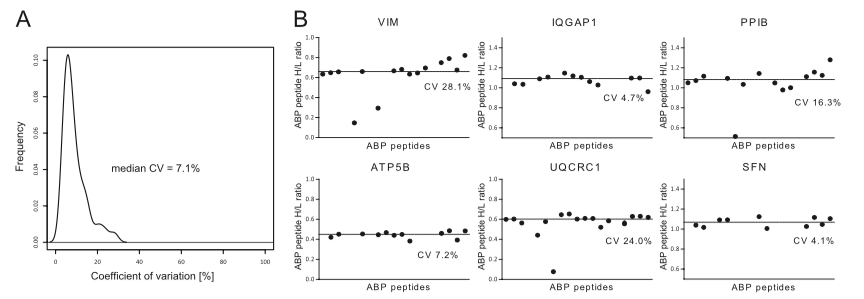 A
0.10
0.08
0.06
0.04
0.02
0.00
Frequency
median CV = 7.1%
0 20 40 60 80 100
Coefficient of variation [%]
B
VIM
ABP peptide H/L ratio
1.0
0.8
0.6
0.4
0.2
0.0
CV 28.1%
ABP peptides
IQGAP1
ABP peptide H/L ratio
1.4
1.2
1.0
0.8
0.6
CV 4.7%
ABP peptides
PPIB
ABP peptide H/L ratio
1.4
1.2
1.0
0.8
0.6
CV 16.3%
ABP peptides
ATP5B
ABP peptide H/L ratio
1.0
0.8
0.6
0.4
0.2
0.0
CV 7.2%
ABP peptides
UQCRC1
ABP peptide H/L ratio
1.0
0.8
0.6
0.4
0.2
0.0
CV 24.0%
ABP peptides
SFN
ABP peptide H/L ratio
1.4
1.2
1.0
0.8
0.6
CV 4.1%
ABP peptides